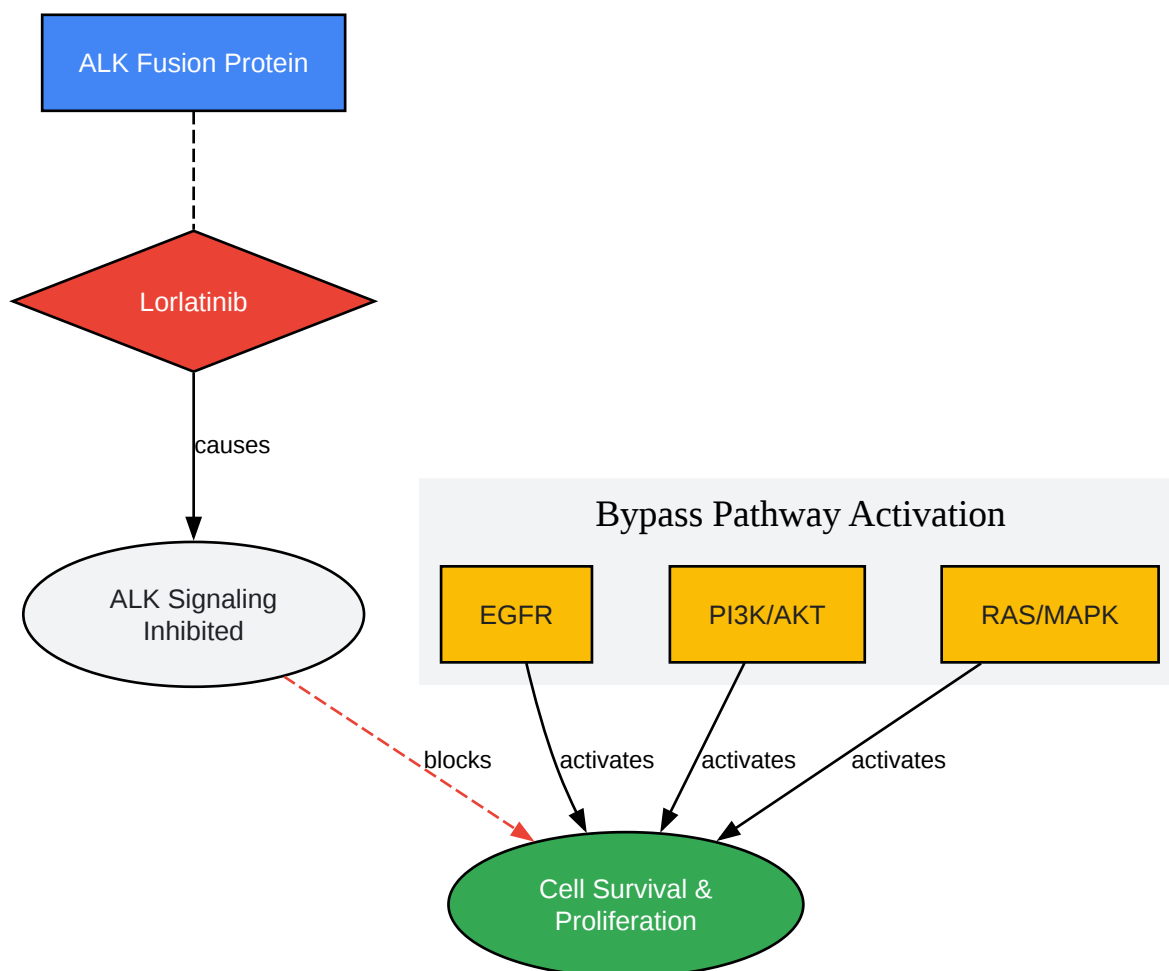 ALK Fusion Protein
Lorlatinib
causes
Bypass Pathway Activation
ALK Signaling
Inhibited
EGFR
PI3K/AKT
RAS/MAPK
blocks
activates
activates
activates
Cell Survival &
Proliferation